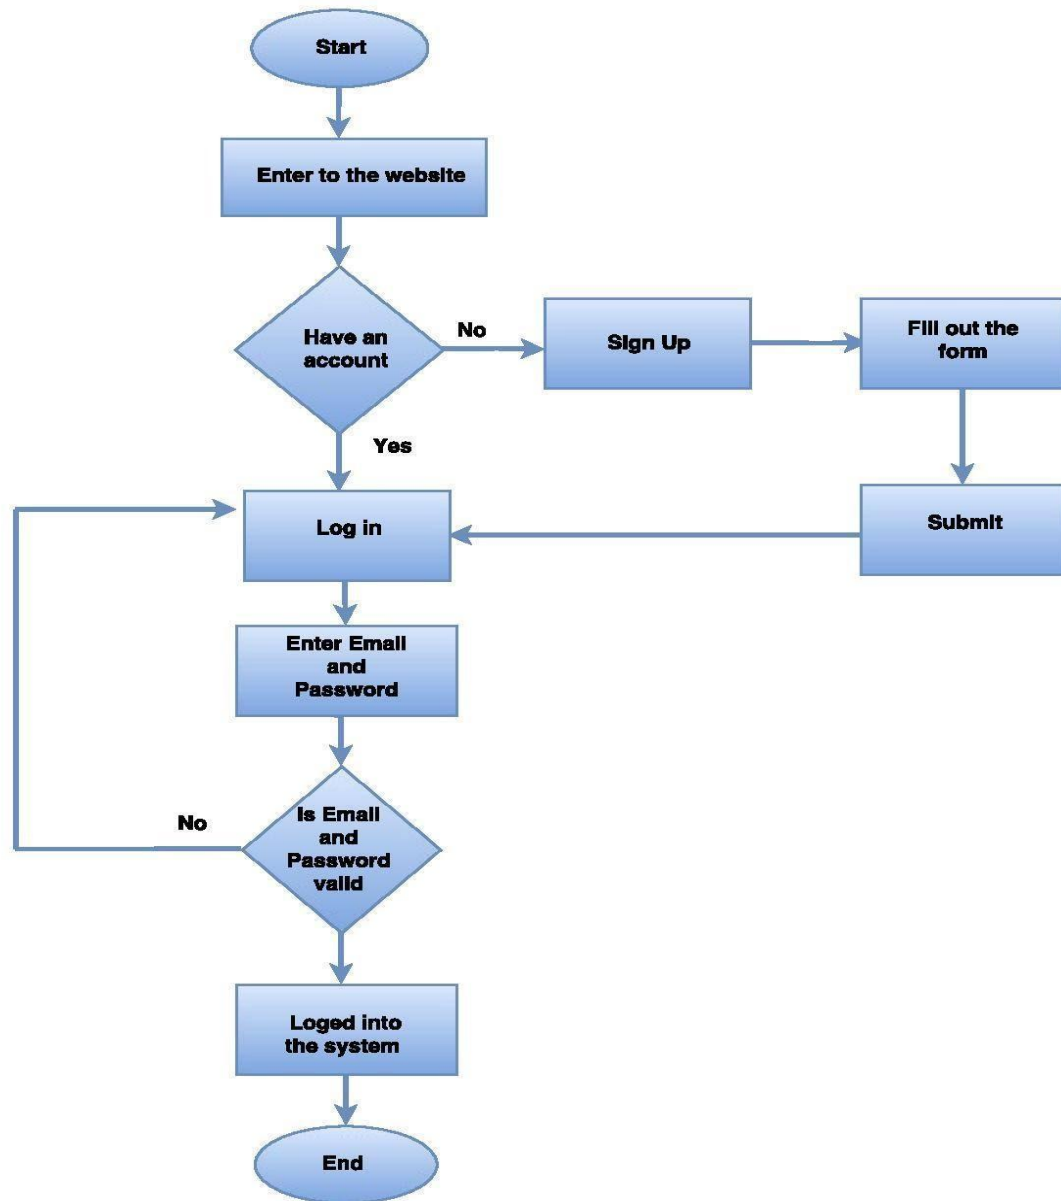 Start
Enter to the website
Have an
account
No
Sign Up
Fill out the
form
Yes
Log in
Submit
Enter Email
and
Password
No
Is Email
and
Password
valid
Loged into
the system
End